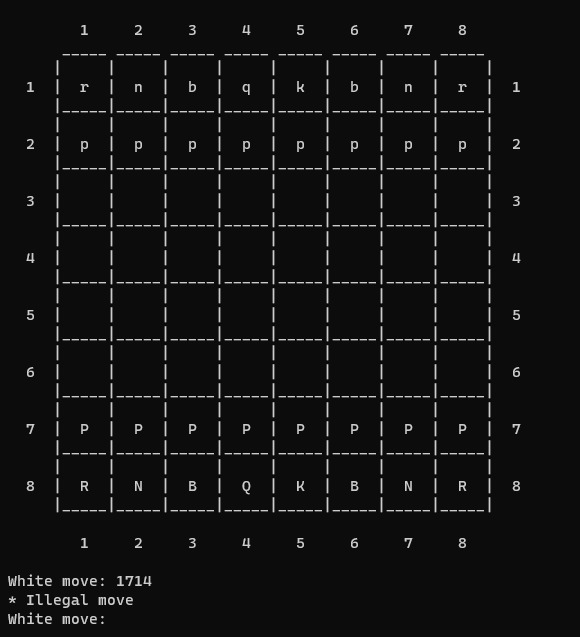 1 2 3 4 5 6 7 8
1 r n b q k b n r 1
2 p p p p p p p p 2
3 3
4 4
5 5
6 6
7 P P P P P P P P 7
8 R N B Q K B N R 8
1 2 3 4 5 6 7 8
White move: 1714
* Illegal move
White move: